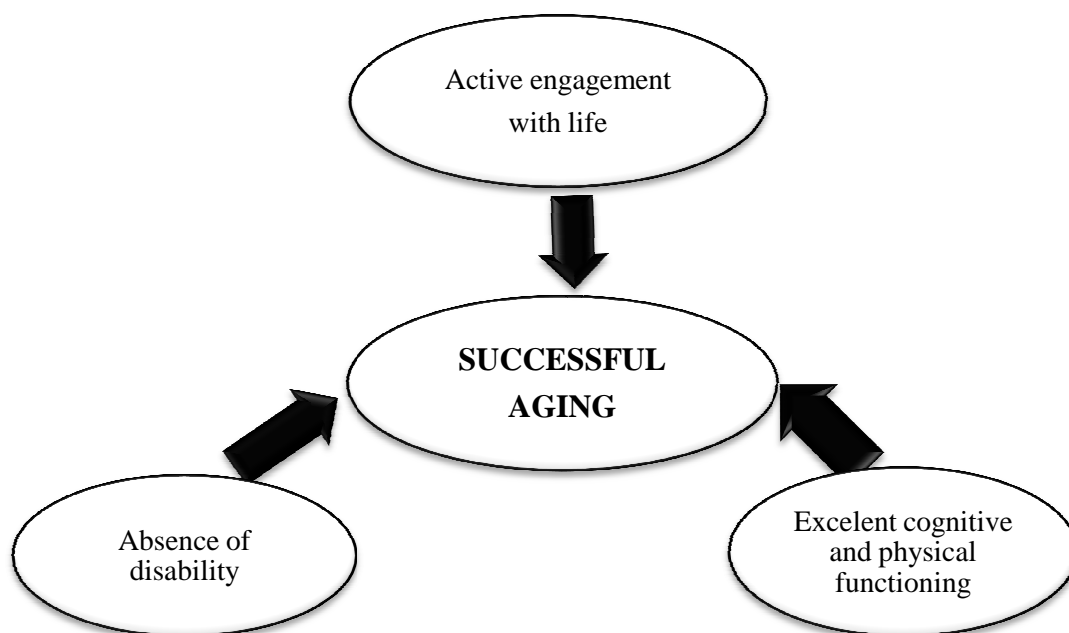 Active engagement
with life
SUCCESSFUL
AGING
Absence of
disability
Excelent cognitive
and physical
functioning